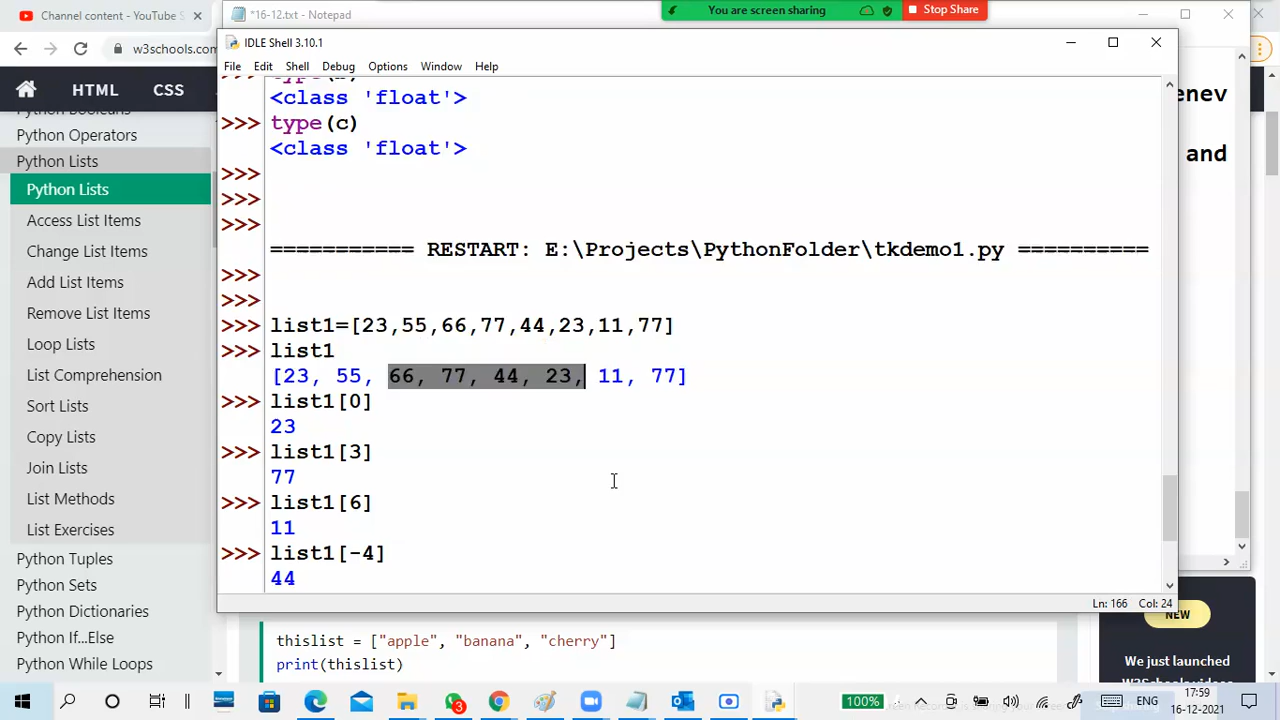 Channel content - YouTube
*16-12.txt - Notepad
You are screen sharing
Stop Share
w3schools.com
HTML
CSS
Python Operators
Python Lists
Python Lists
Access List Items
Change List Items
Add List Items
Remove List Items
Loop Lists
List Comprehension
Sort Lists
Copy Lists
Join Lists
List Methods
List Exercises
Python Tuples
Python Sets
Python Dictionaries
Python If...Else
Python While Loops
IDLE Shell 3.10.1
File Edit Shell Debug Options Window Help
<class 'float'>
>>> type(c)
<class 'float'>
>>>
>>>
>>>
=========== RESTART: E:\Projects\PythonFolder\tkdemo1.py ==========
>>>
>>>
>>> list1=[23,55,66,77,44,23,11,77]
>>> list1
[23, 55, 66, 77, 44, 23, 11, 77]
>>> list1[0]
23
>>> list1[3]
77
>>> list1[6]
11
>>> list1[-4]
44
Ln: 166 Col: 24
enev
and
thislist = ["apple", "banana", "cherry"]
print(thislist)
NEW
We just launched
W3Schools videos
3
100%
ENG
17:59
16-12-2021